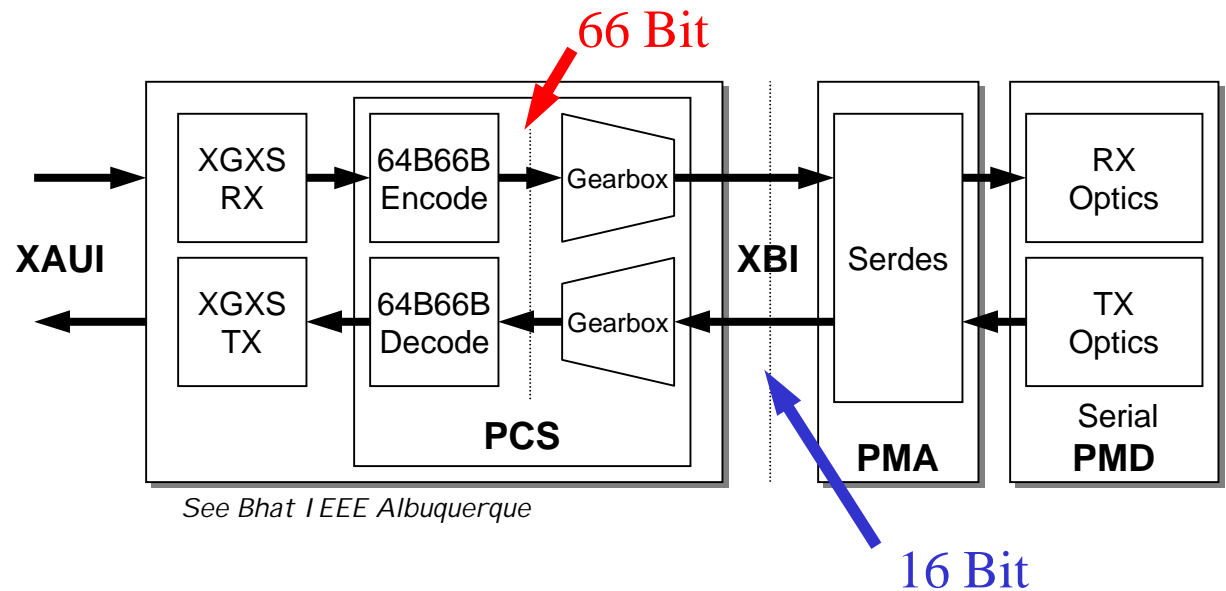 66 Bit
XGXS
RX
64B66B
Encode
Gearbox
RX
Optics
XAUI
XBI
Serdes
XGXS
TX
64B66B
Decode
Gearbox
TX
Optics
PCS
Serial
PMA
PMD
See Bhat IEEE Albuquerque
16 Bit